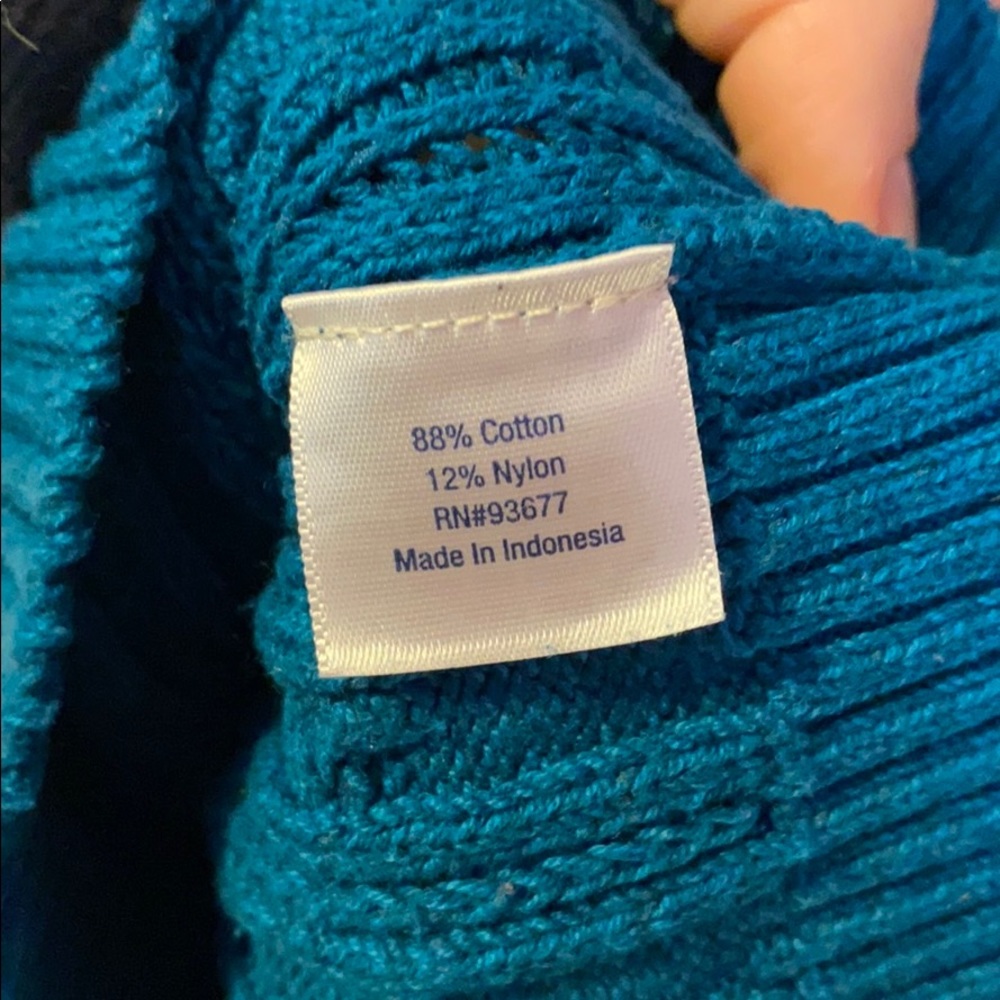 88% Cotton
12% Nylon
RN#93677
Made In Indonesia